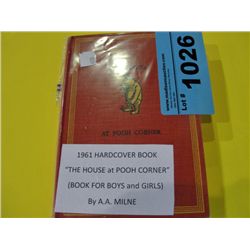 Lot #
1026
AT POOH CORNER
1961 HARDCOVER BOOK
"THE HOUSE at POOH CORNER"
(BOOK FOR BOYS and GIRLS)
By A.A. MILNE